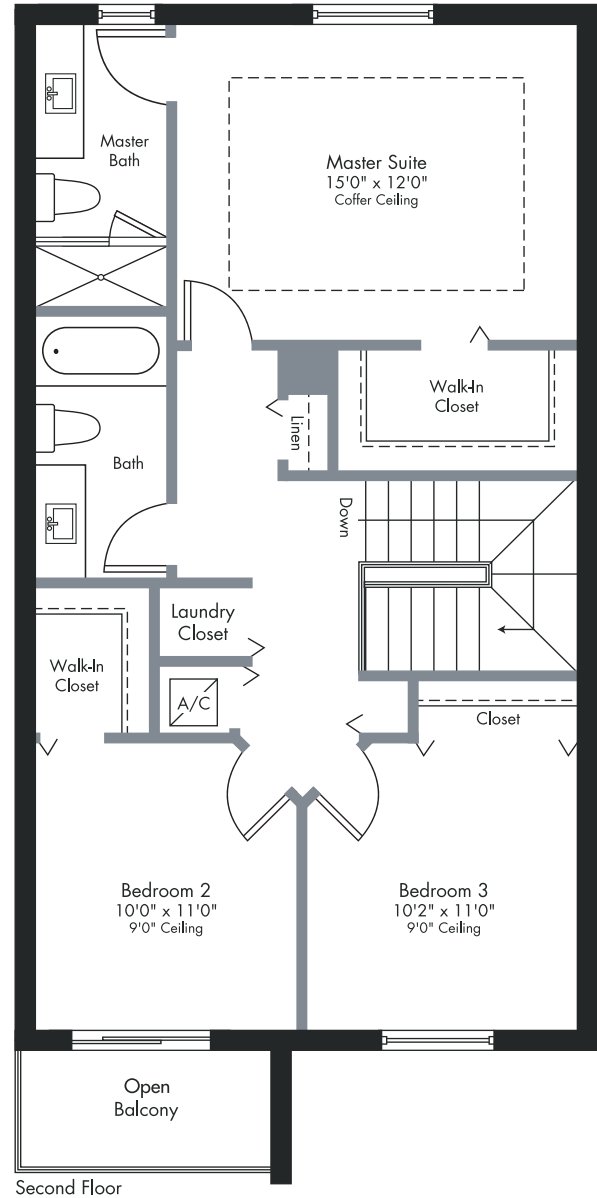 Master
Bath
Master Suite
15'0" x 12'0"
Coffer Ceiling
Walk-In
Closet
Linen
Bath
Down
Laundry
Closet
Walk-In
Closet
A/C
Closet
Bedroom 2
10'0" x 11'0"
9'0" Ceiling
Bedroom 3
10'2" x 11'0"
9'0" Ceiling
Open
Balcony
Second Floor